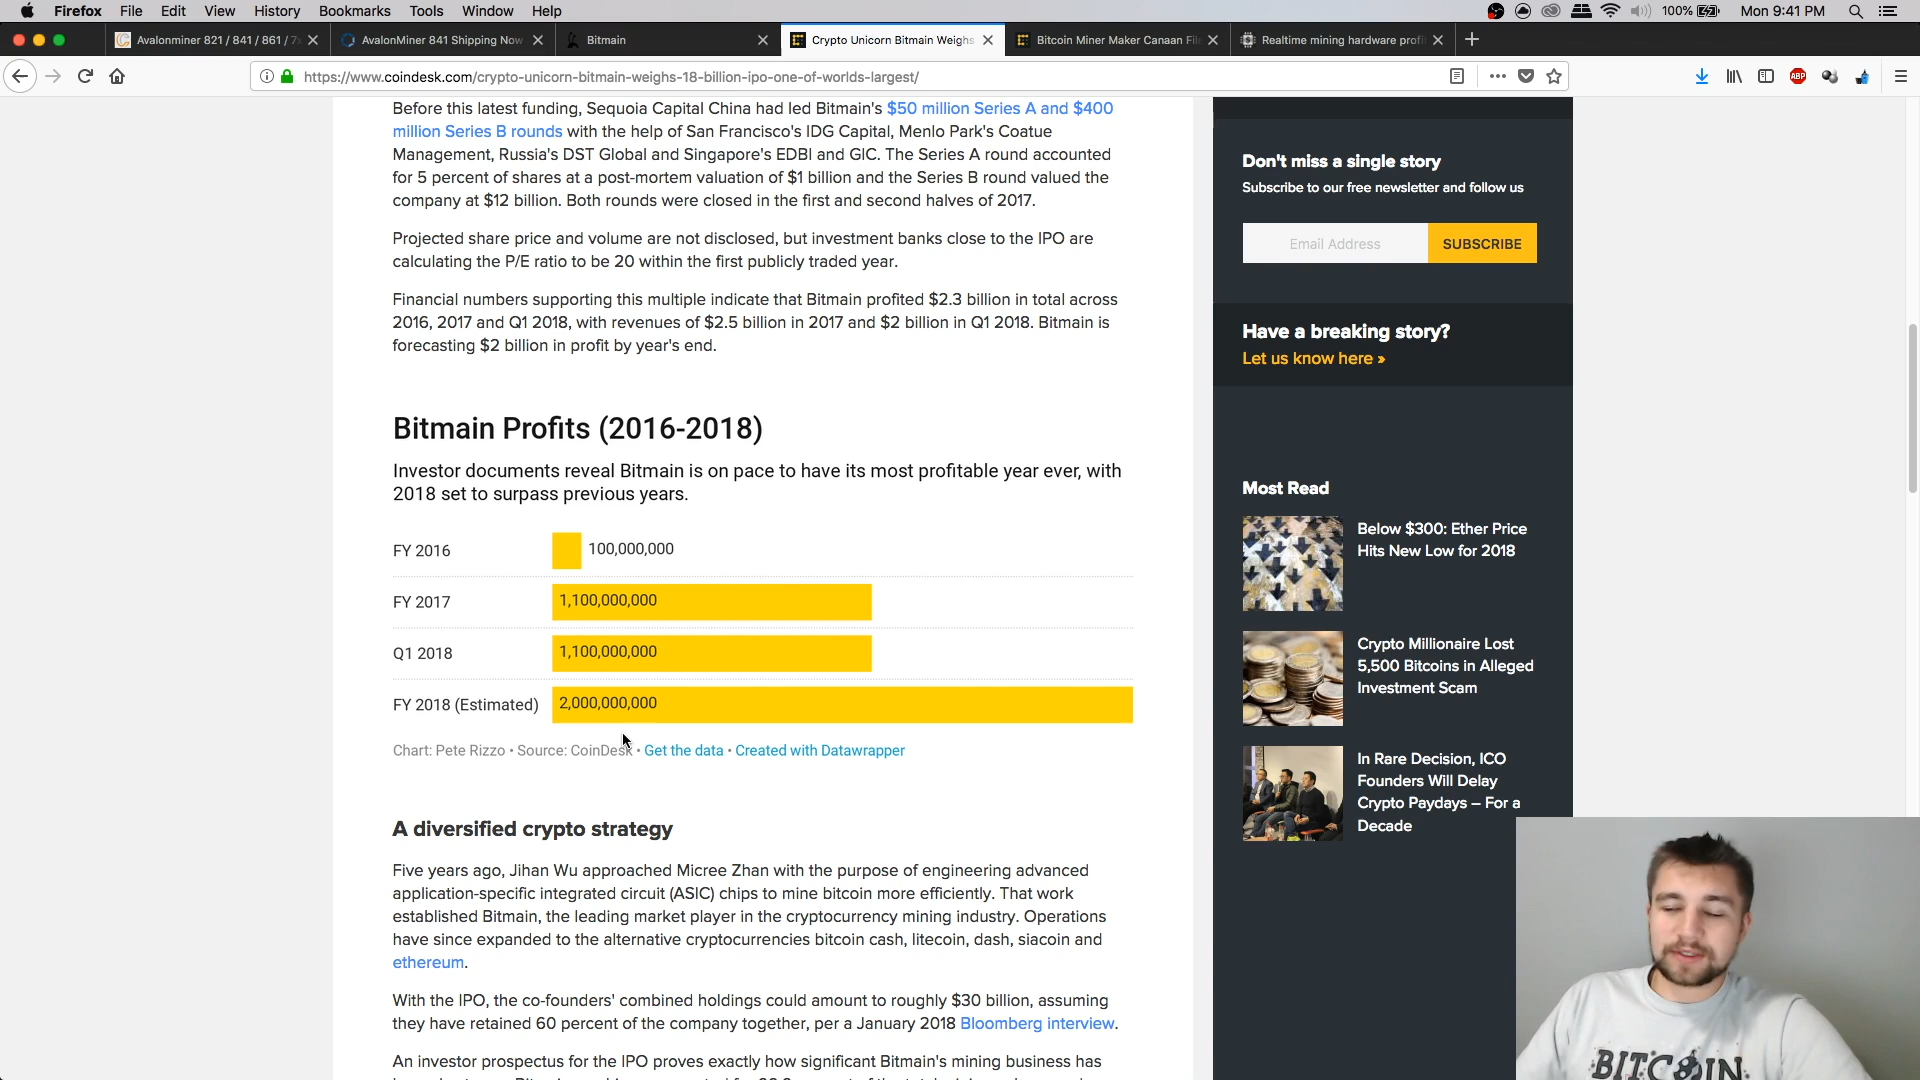 Firefox File Edit View History Bookmarks Tools Window Help
100% Mon 9:41 PM
Avalonminer 821 / 841 / 861 / 7
AvalonMiner 841 Shipping Now
Bitmain
Crypto Unicorn Bitmain Weighs
Bitcoin Miner Maker Canaan Fil
Realtime mining hardware profi
https://www.coindesk.com/crypto-unicorn-bitmain-weighs-18-billion-ipo-one-of-worlds-largest/
ABP
Before this latest funding, Sequoia Capital China had led Bitmain's $50 million Series A and $400
million Series B rounds with the help of San Francisco's IDG Capital, Menlo Park's Coatue
Management, Russia's DST Global and Singapore's EDBI and GIC. The Series A round accounted
for 5 percent of shares at a post-mortem valuation of $1 billion and the Series B round valued the
company at $12 billion. Both rounds were closed in the first and second halves of 2017.
Projected share price and volume are not disclosed, but investment banks close to the IPO are
calculating the P/E ratio to be 20 within the first publicly traded year.
Financial numbers supporting this multiple indicate that Bitmain profited $2.3 billion in total across
2016, 2017 and Q1 2018, with revenues of $2.5 billion in 2017 and $2 billion in Q1 2018. Bitmain is
forecasting $2 billion in profit by year's end.
Bitmain Profits (2016-2018)
Investor documents reveal Bitmain is on pace to have its most profitable year ever, with
2018 set to surpass previous years.
FY 2016 100,000,000
FY 2017 1,100,000,000
Q1 2018 1,100,000,000
FY 2018 (Estimated) 2,000,000,000
Chart: Pete Rizzo • Source: CoinDesk • Get the data • Created with Datawrapper
A diversified crypto strategy
Five years ago, Jihan Wu approached Micree Zhan with the purpose of engineering advanced
application-specific integrated circuit (ASIC) chips to mine bitcoin more efficiently. That work
established Bitmain, the leading market player in the cryptocurrency mining industry. Operations
have since expanded to the alternative cryptocurrencies bitcoin cash, litecoin, dash, siacoin and
ethereum.
With the IPO, the co-founders' combined holdings could amount to roughly $30 billion, assuming
they have retained 60 percent of the company together, per a January 2018 Bloomberg interview.
An investor prospectus for the IPO proves exactly how significant Bitmain's mining business has
Don't miss a single story
Subscribe to our free newsletter and follow us
Email Address SUBSCRIBE
Have a breaking story?
Let us know here »
Most Read
Below $300: Ether Price
Hits New Low for 2018
Crypto Millionaire Lost
5,500 Bitcoins in Alleged
Investment Scam
In Rare Decision, ICO
Founders Will Delay
Crypto Paydays – For a
Decade
BITCOIN